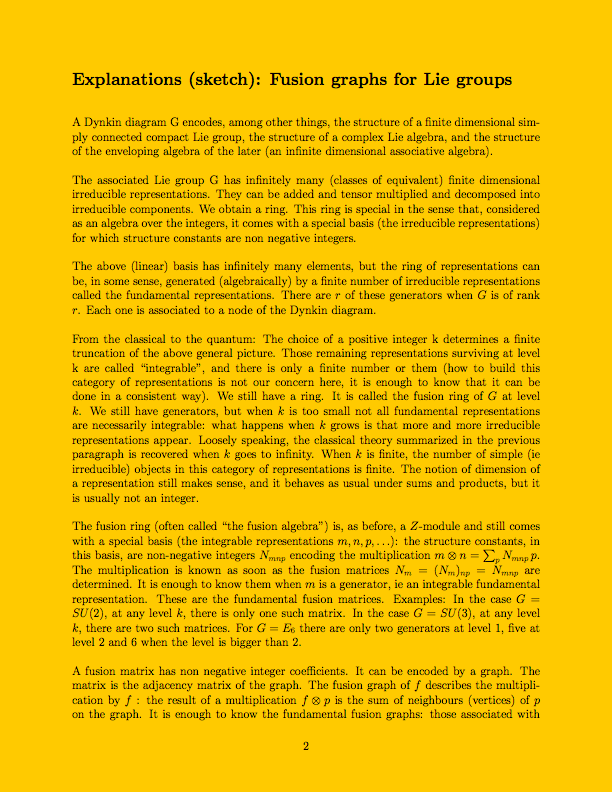 Explanations (sketch): Fusion graphs for Lie groups
A Dynkin diagram G encodes, among other things, the structure of a finite dimensional sim-
ply connected compact Lie group, the structure of a complex Lie algebra, and the structure
of the enveloping algebra of the later (an infinite dimensional associative algebra).
The associated Lie group G has infinitely many (classes of equivalent) finite dimensional
irreducible representations. They can be added and tensor multiplied and decomposed into
irreducible components. We obtain a ring. This ring is special in the sense that, considered
as an algebra over the integers, it comes with a special basis (the irreducible representations)
for which structure constants are non negative integers.
The above (linear) basis has infinitely many elements, but the ring of representations can
be, in some sense, generated (algebraically) by a finite number of irreducible representations
called the fundamental representations. There are r of these generators when G is of rank
r. Each one is associated to a node of the Dynkin diagram.
From the classical to the quantum: The choice of a positive integer k determines a finite
truncation of the above general picture. Those remaining representations surviving at level
k are called “integrable”, and there is only a finite number or them (how to build this
category of representations is not our concern here, it is enough to know that it can be
done in a consistent way). We still have a ring. It is called the fusion ring of G at level
k. We still have generators, but when k is too small not all fundamental representations
are necessarily integrable: what happens when k grows is that more and more irreducible
representations appear. Loosely speaking, the classical theory summarized in the previous
paragraph is recovered when k goes to infinity. When k is finite, the number of simple (ie
irreducible) objects in this category of representations is finite. The notion of dimension of
a representation still makes sense, and it behaves as usual under sums and products, but it
is usually not an integer.
The fusion ring (often called “the fusion algebra”) is, as before, a Z-module and still comes
with a special basis (the integrable representations m, n, p, . . .): the structure constants, in
this basis, are non-negative integers N_{mnp} encoding the multiplication m ⊗ n = ∑_p N_{mnp} p.
The multiplication is known as soon as the fusion matrices N_m = (N_m)_{np} = N_{mnp} are
determined. It is enough to know them when m is a generator, ie an integrable fundamental
representation. These are the fundamental fusion matrices. Examples: In the case G =
SU(2), at any level k, there is only one such matrix. In the case G = SU(3), at any level
k, there are two such matrices. For G = E_6 there are only two generators at level 1, five at
level 2 and 6 when the level is bigger than 2.
A fusion matrix has non negative integer coefficients. It can be encoded by a graph. The
matrix is the adjacency matrix of the graph. The fusion graph of f describes the multipli-
cation by f : the result of a multiplication f ⊗ p is the sum of neighbours (vertices) of p
on the graph. It is enough to know the fundamental fusion graphs: those associated with
2